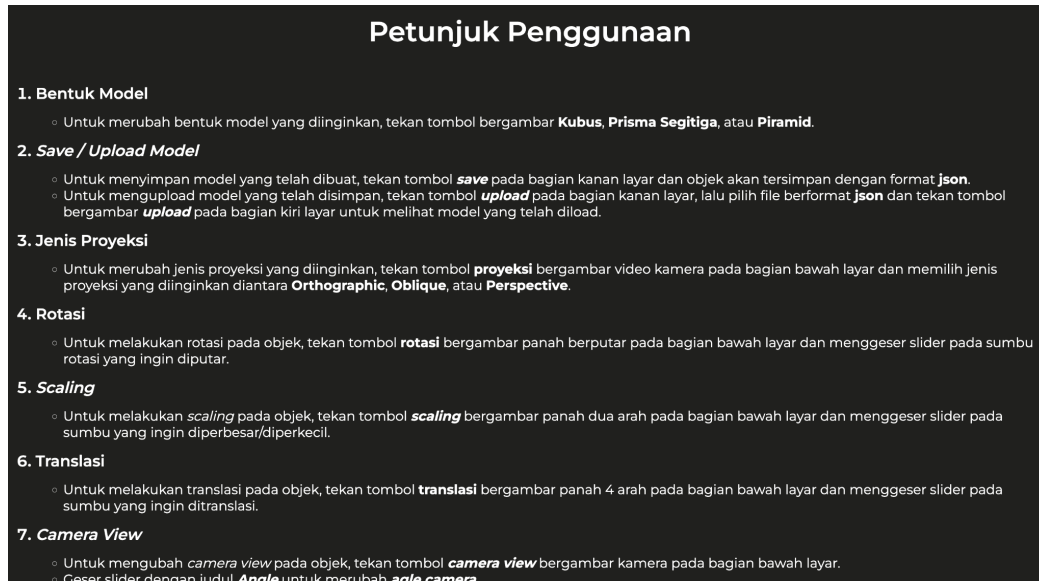 Petunjuk Penggunaan
1. Bentuk Model
◦ Untuk merubah bentuk model yang diinginkan, tekan tombol bergambar Kubus, Prisma Segitiga, atau Piramid.
2. Save / Upload Model
◦ Untuk menyimpan model yang telah dibuat, tekan tombol save pada bagian kanan layar dan objek akan tersimpan dengan format json.
◦ Untuk mengupload model yang telah disimpan, tekan tombol upload pada bagian kanan layar, lalu pilih file berformat json dan tekan tombol
bergambar upload pada bagian kiri layar untuk melihat model yang telah diload.
3. Jenis Proyeksi
◦ Untuk merubah jenis proyeksi yang diinginkan, tekan tombol proyeksi bergambar video kamera pada bagian bawah layar dan memilih jenis
proyeksi yang diinginkan diantara Orthographic, Oblique, atau Perspective.
4. Rotasi
◦ Untuk melakukan rotasi pada objek, tekan tombol rotasi bergambar panah berputar pada bagian bawah layar dan menggeser slider pada sumbu
rotasi yang ingin diputar.
5. Scaling
◦ Untuk melakukan scaling pada objek, tekan tombol scaling bergambar panah dua arah pada bagian bawah layar dan menggeser slider pada
sumbu yang ingin diperbesar/diperkecil.
6. Translasi
◦ Untuk melakukan translasi pada objek, tekan tombol translasi bergambar panah 4 arah pada bagian bawah layar dan menggeser slider pada
sumbu yang ingin ditranslasi.
7. Camera View
◦ Untuk mengubah camera view pada objek, tekan tombol camera view bergambar kamera pada bagian bawah layar.
◦ Geser slider dengan judul Angle untuk merubah agle camera.